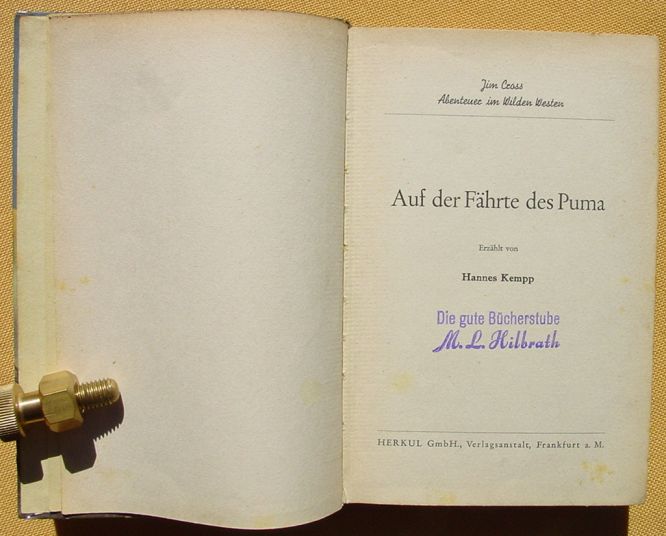 Jim Cross
Abenteuer im Wilden Westen
Auf der Fährte des Puma
Erzählt von
Hannes Kempp
Die gute Bücherstube
M. L. Hilbrath
HERKUL GmbH., Verlagsanstalt, Frankfurt a. M.